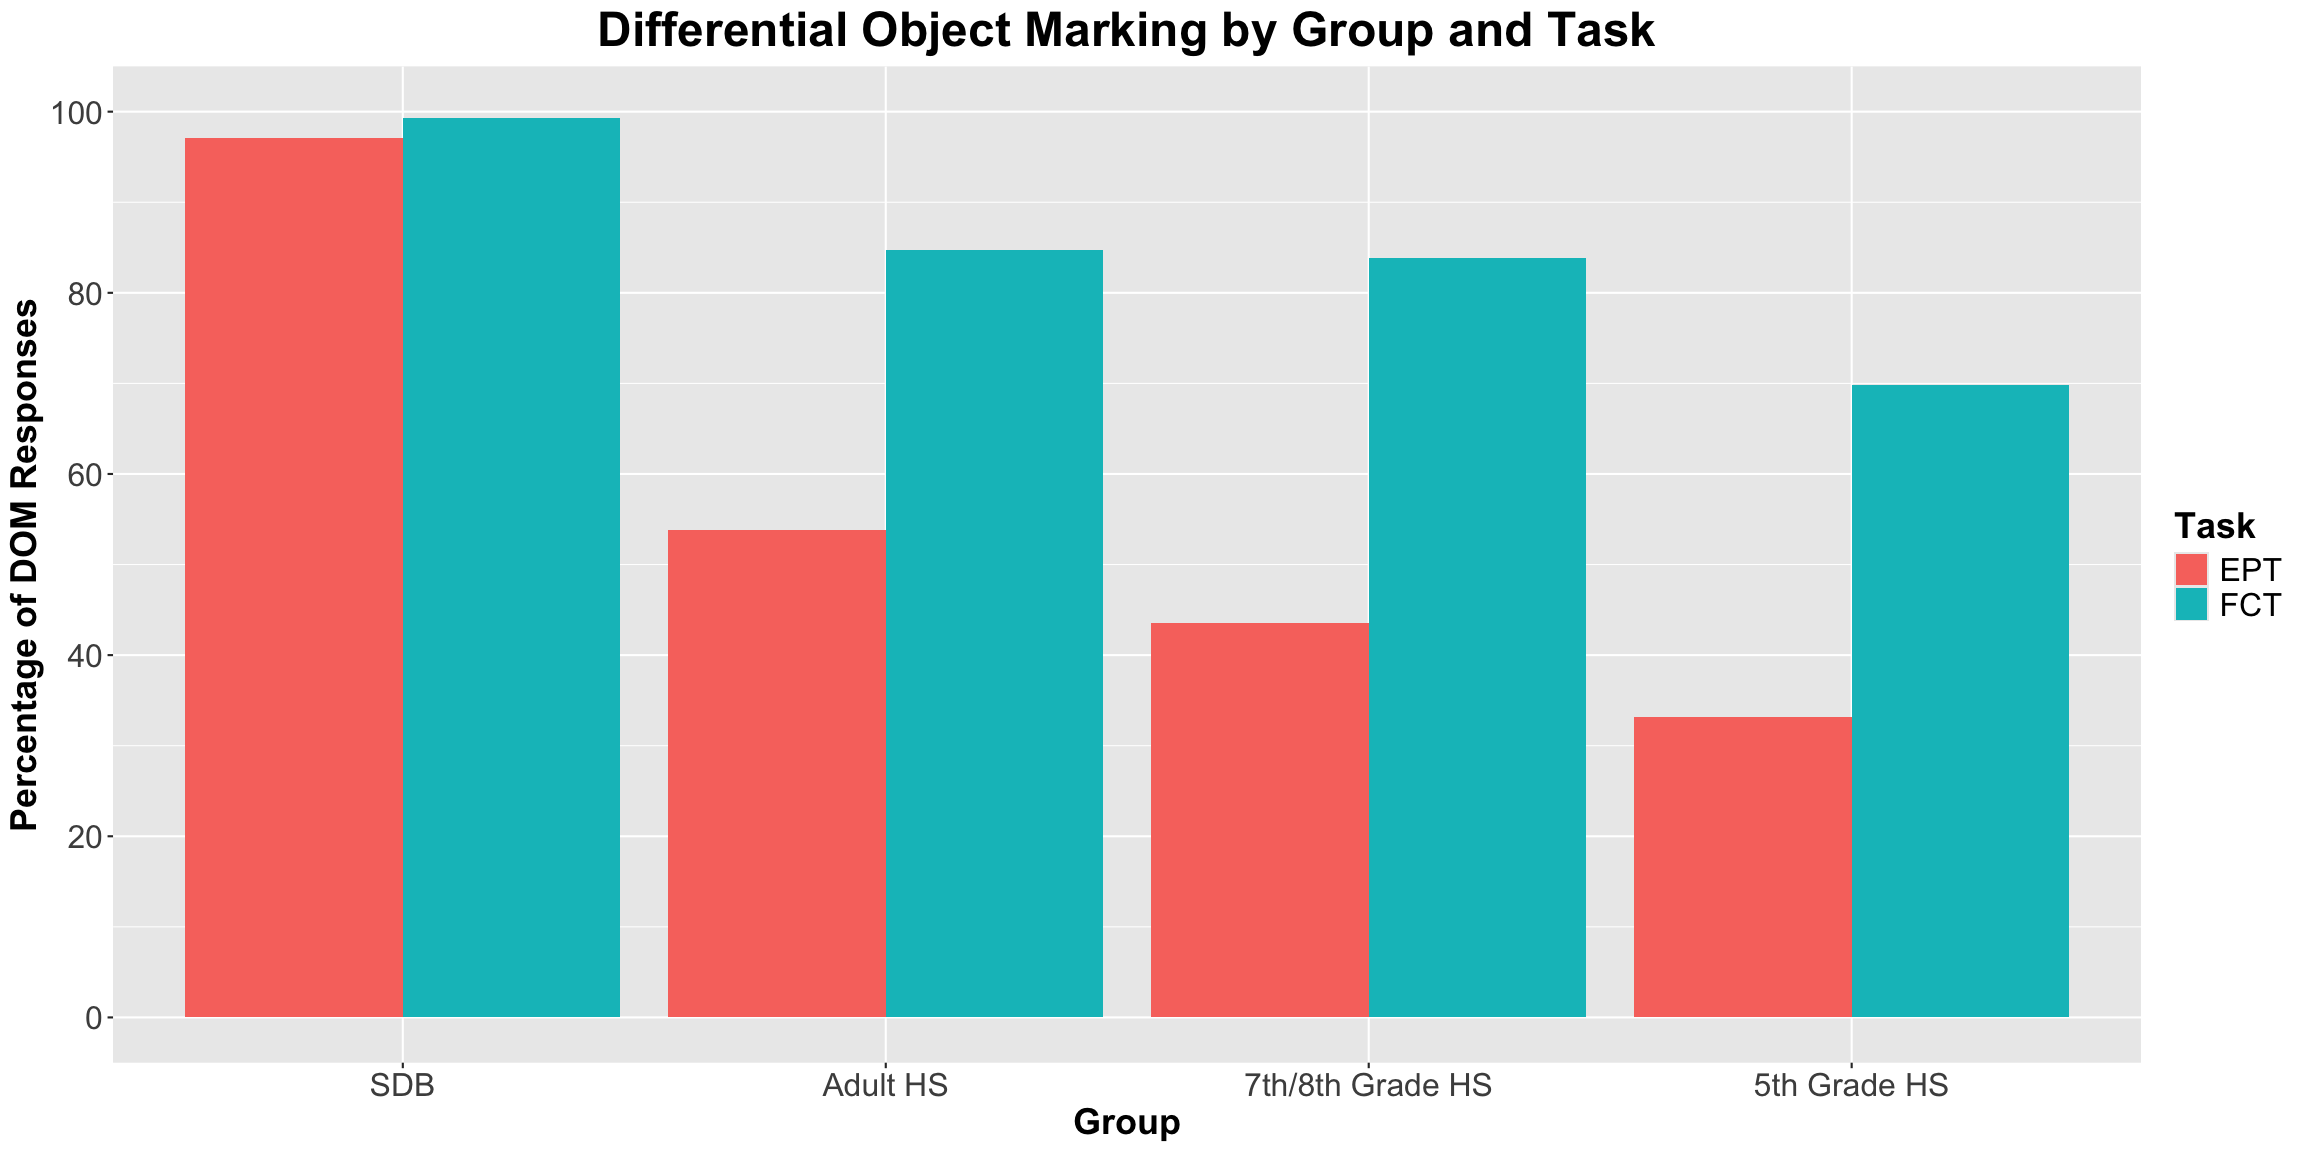 Differential Object Marking by Group and Task
Percentage of DOM Responses
100
80
60
40
20
0
SDB
Adult HS
7th/8th Grade HS
5th Grade HS
Group
Task
EPT
FCT